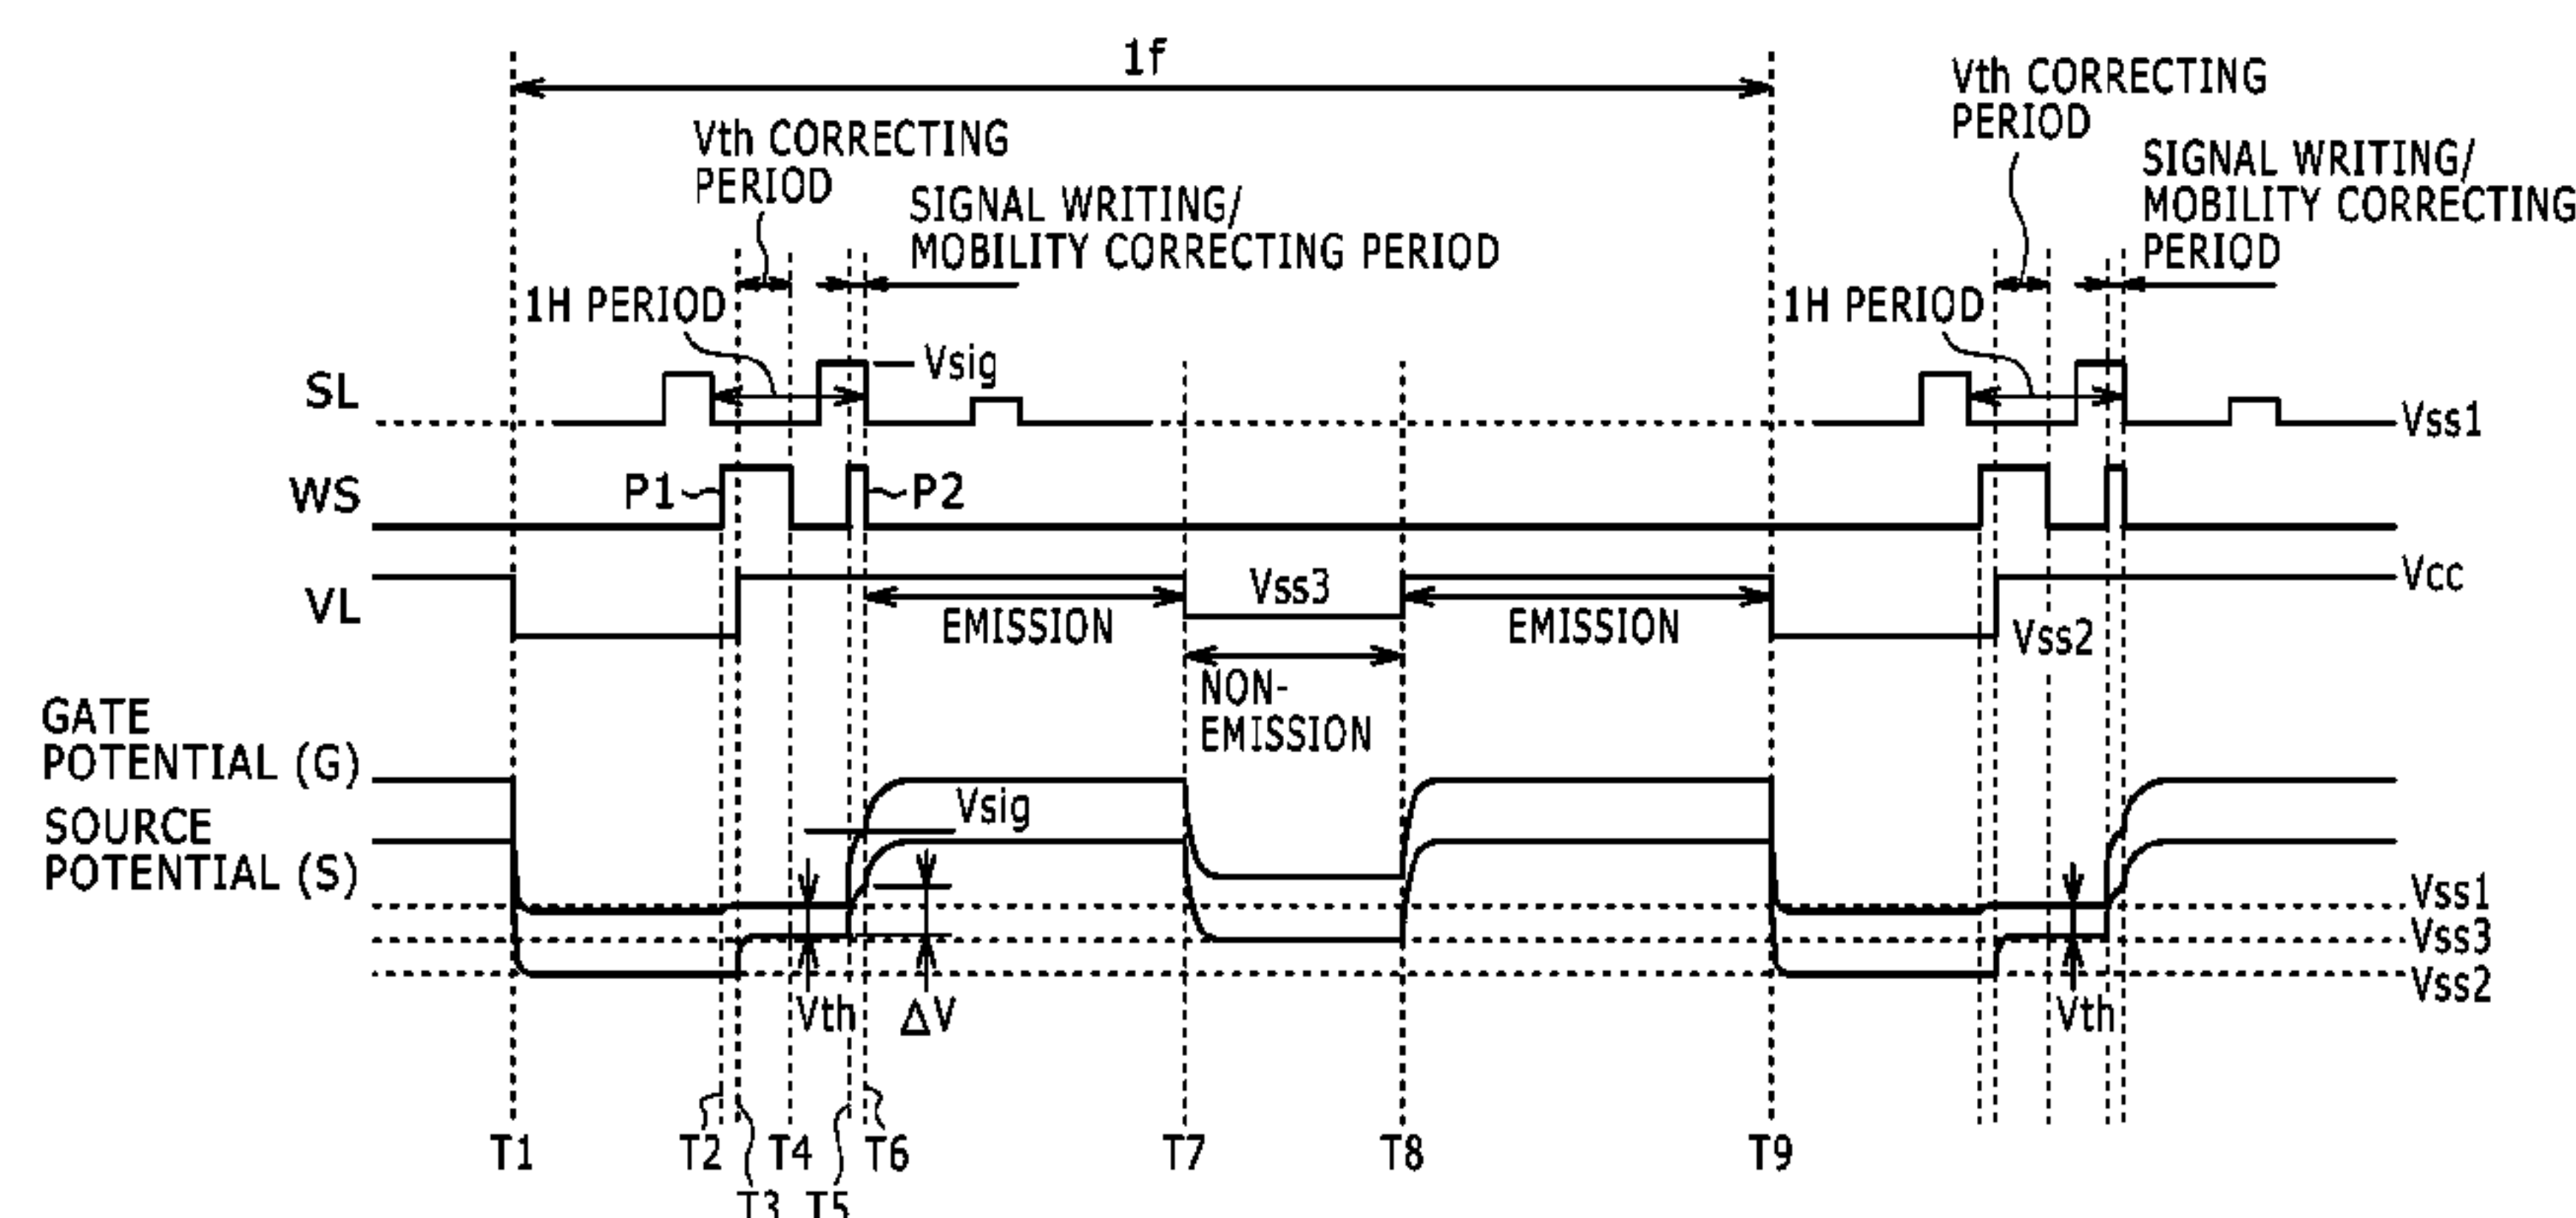 1f
Vth CORRECTING
PERIOD
SIGNAL WRITING/
MOBILITY CORRECTING PERIOD
1H PERIOD
Vth CORRECTING
PERIOD
SIGNAL WRITING/
MOBILITY CORRECTING
PERIOD
1H PERIOD
SL
Vsig
Vss1
WS
P1
P2
VL
Vss3
Vcc
EMISSION
EMISSION
Vss2
NON-
EMISSION
GATE
POTENTIAL (G)
SOURCE
POTENTIAL (S)
Vsig
Vss1
Vss3
Vss2
Vth
ΔV
Vth
T1
T2
T4
T6
T7
T8
T9
T3
T5